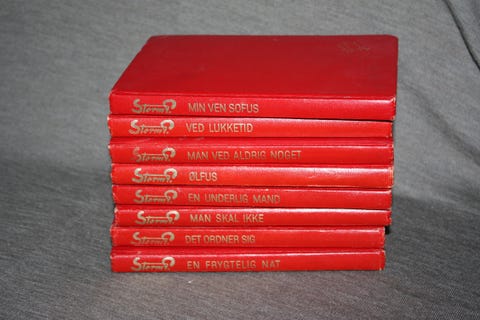 Storm P. MIN VEN SOFUS
Storm P. VED LUKKETID
Storm P. MAN VED ALDRIG NOGET
Storm P. ØLFUS
Storm P. EN UNDERLIG MAND
Storm P. MAN SKAL IKKE
Storm P. DET ORDNER SIG
Storm P. EN FRYGTELIG NAT